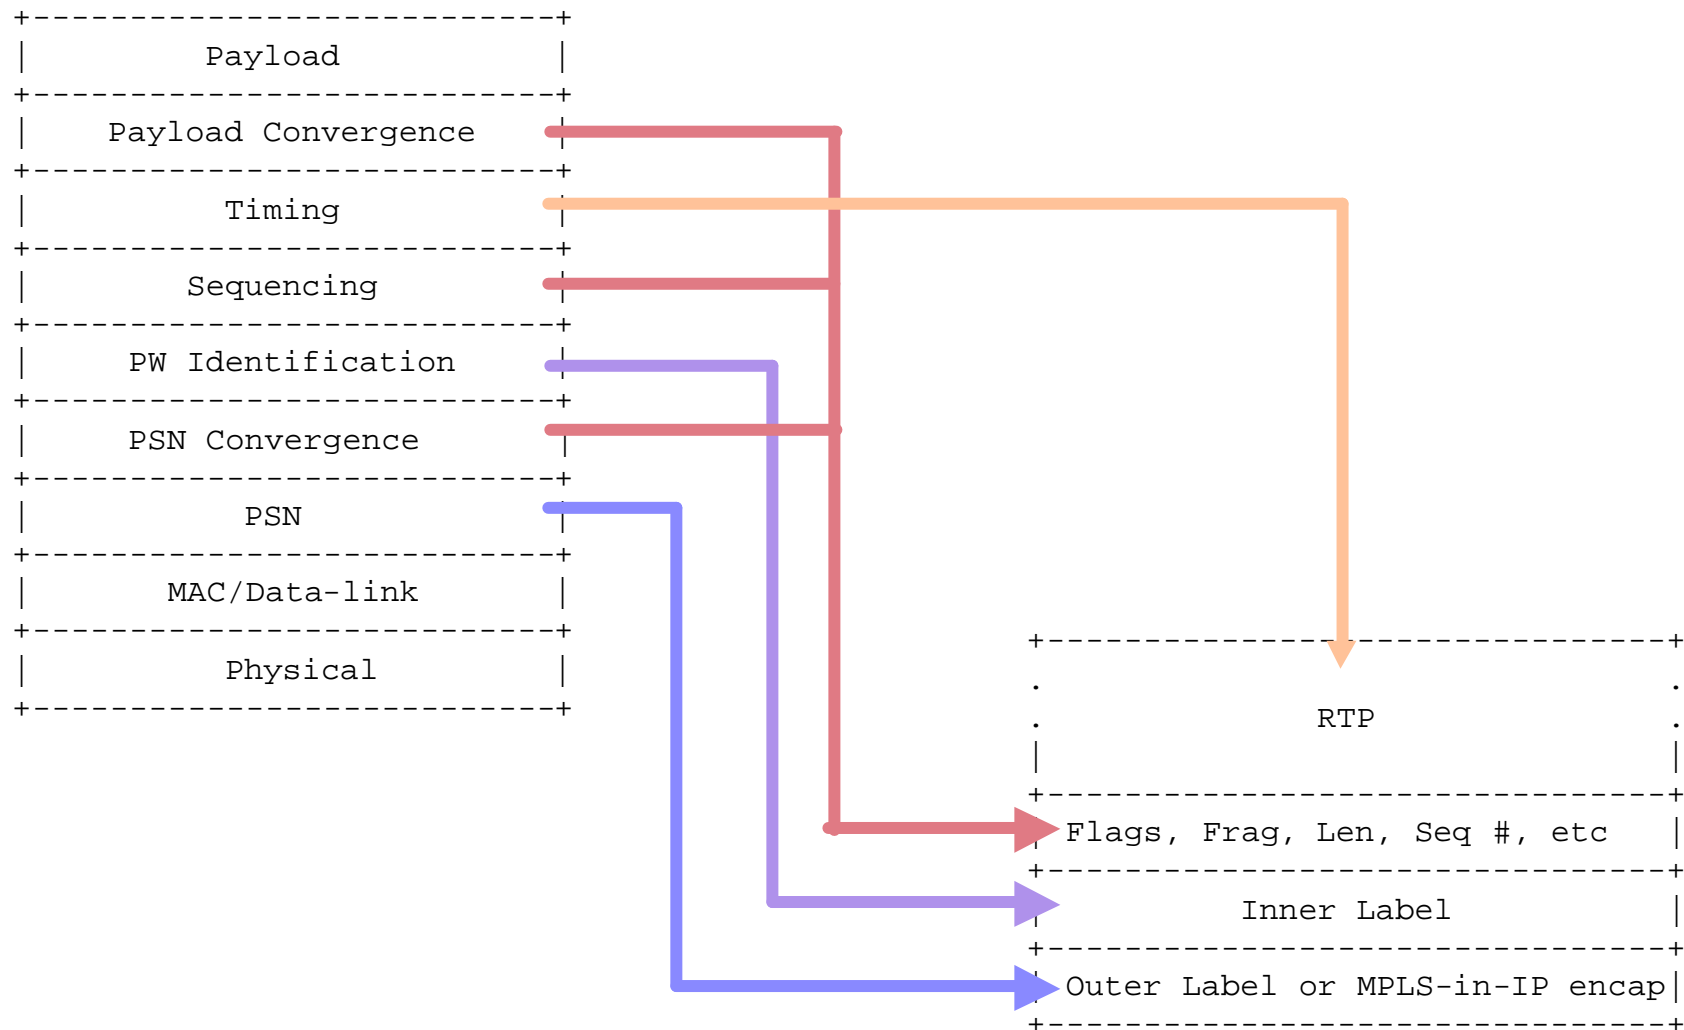 Payload
Payload Convergence
Timing
Sequencing
PW Identification
PSN Convergence
PSN
MAC/Data-link
Physical
RTP
Flags, Frag, Len, Seq #, etc
Inner Label
Outer Label or MPLS-in-IP encap